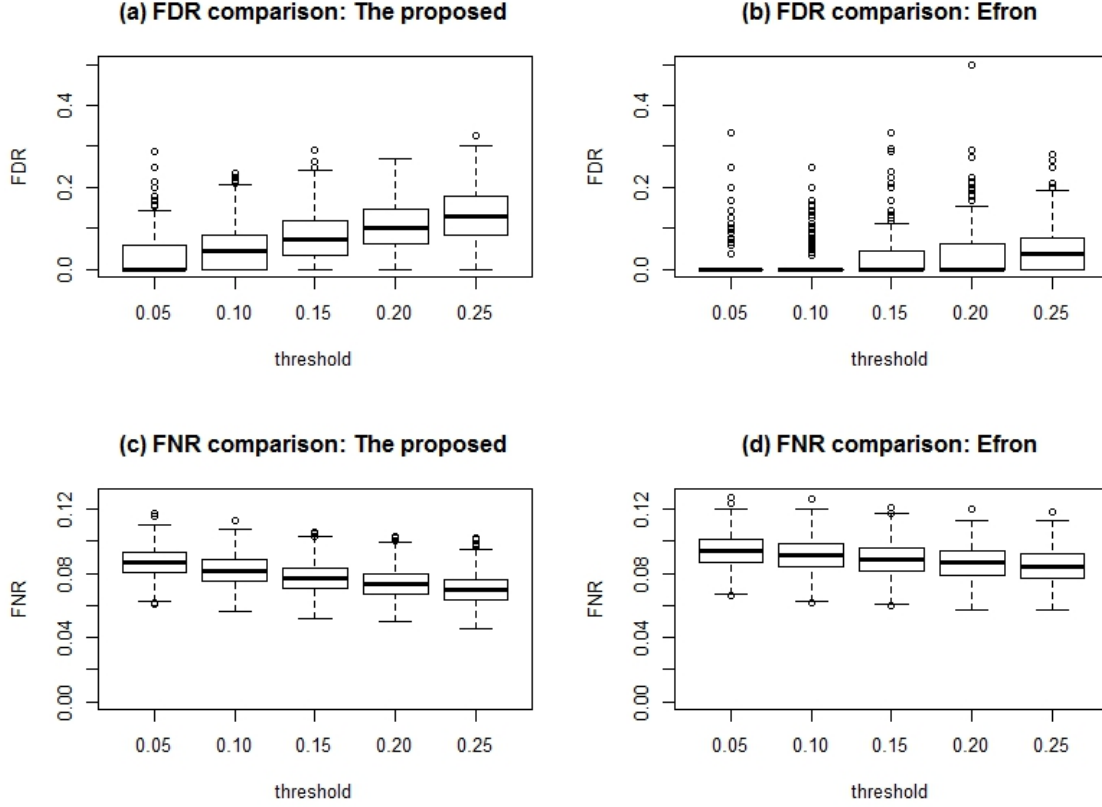 (a) FDR comparison: The proposed
FDR
0.4
0.2
0.0
0.05 0.10 0.15 0.20 0.25
threshold
(b) FDR comparison: Efron
FDR
0.4
0.2
0.0
0.05 0.10 0.15 0.20 0.25
threshold
(c) FNR comparison: The proposed
FNR
0.12
0.08
0.04
0.00
0.05 0.10 0.15 0.20 0.25
threshold
(d) FNR comparison: Efron
FNR
0.12
0.08
0.04
0.00
0.05 0.10 0.15 0.20 0.25
threshold